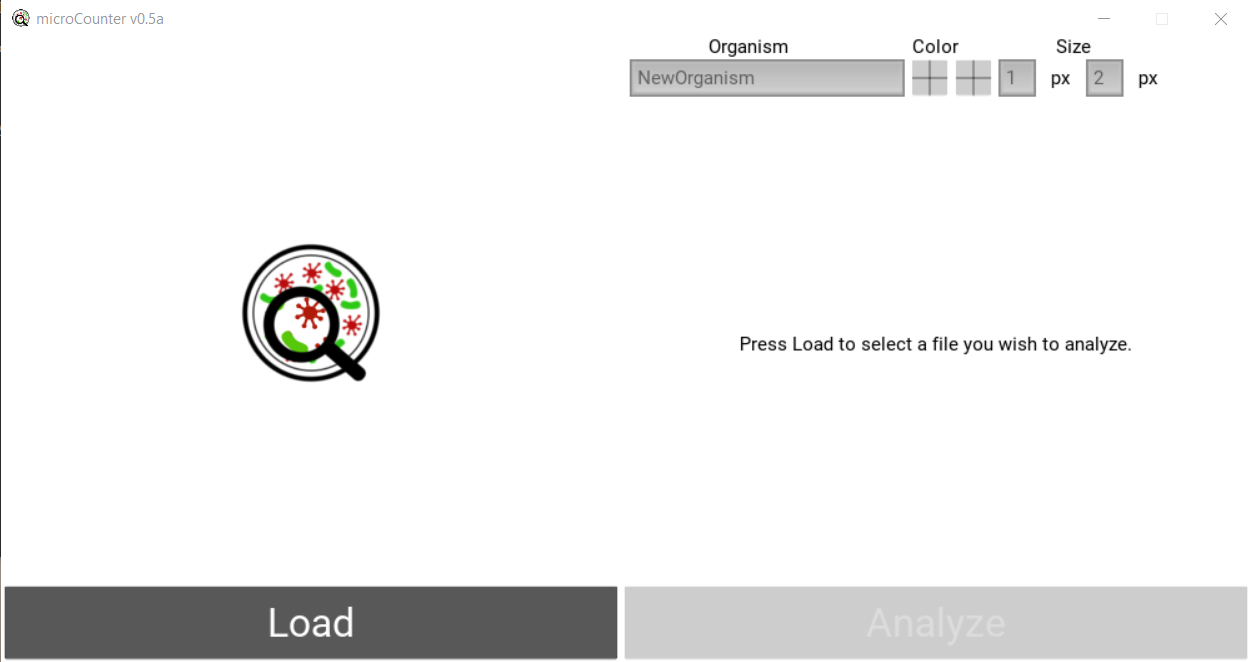 microCounter v0.5a
Organism Color Size
NewOrganism 1 px 2 px
Press Load to select a file you wish to analyze.
Load Analyze